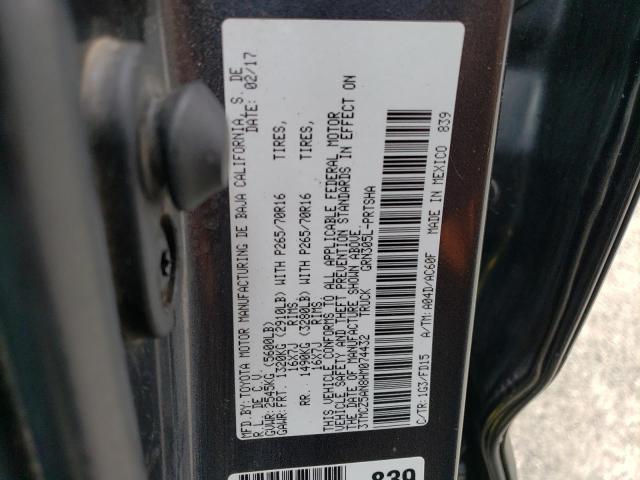 MFD. BY: TOYOTA MOTOR MANUFACTURING DE BAJA CALIFORNIA, S. DE
R.L. DE C.V. DATE: 02/17
GVWR: 2545KG (5600LB)
GAWR: FRT. 1320KG (2910LB) WITH P265/70R16 TIRES,
16X7J RIMS,
RR. 1490KG (3280LB) WITH P265/70R16 TIRES,
16X7J RIMS,
THIS VEHICLE CONFORMS TO ALL APPLICABLE FEDERAL MOTOR
VEHICLE SAFETY AND THEFT PREVENTION STANDARDS IN EFFECT ON
THE DATE OF MANUFACTURE SHOWN ABOVE.
3TMCZ5AN8HM074432 TRUCK GRN305L-PRTSHA
C/TR: 1G3/FD15 A/TM: A04D/AC60F MADE IN MEXICO 839
839